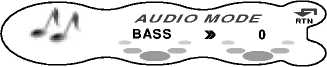 AUDIO MODE
RTN
BASS » 0